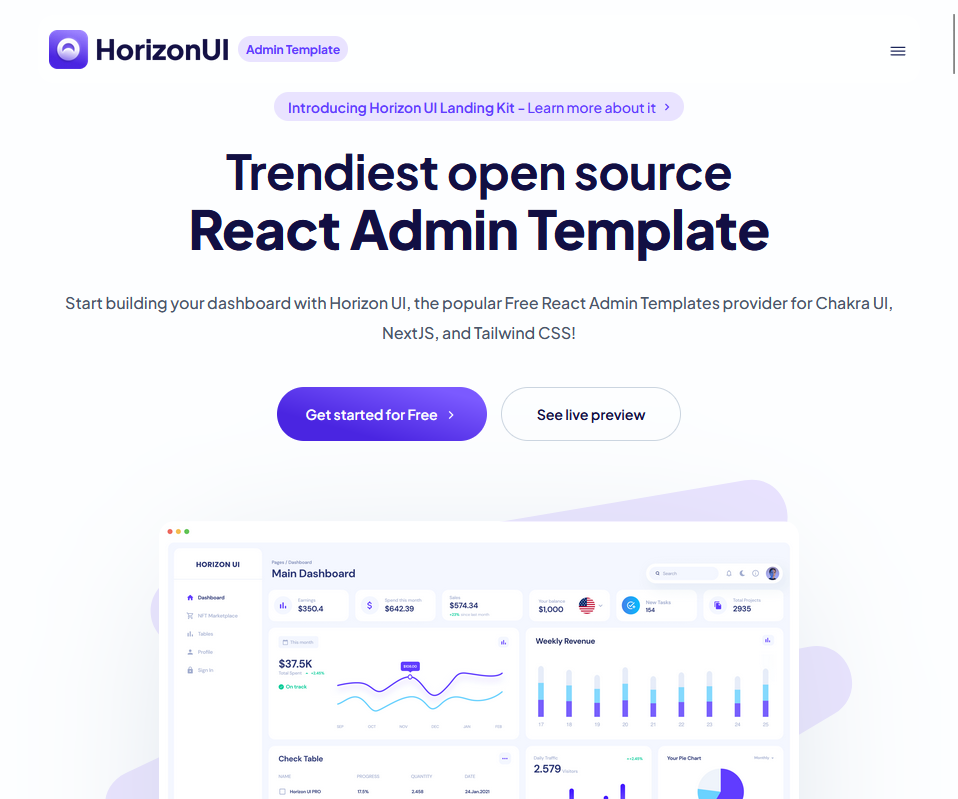 HorizonUI Admin Template
Introducing Horizon UI Landing Kit - Learn more about it
Trendiest open source
React Admin Template
Start building your dashboard with Horizon UI, the popular Free React Admin Templates provider for Chakra UI,
NextJS, and Tailwind CSS!
Get started for Free
See live preview
HORIZON UI
Dashboard
NFT Marketplace
Tables
Profile
Sign In
Pages / Dashboard
Main Dashboard
Search
Earnings
$350.4
Spend this month
$642.39
Sales
$574.34
+23% since last month
Your balance
$1,000
New Tasks
154
Total Projects
2935
This month
$37.5K
Total Spent +2.45%
On track
$108.00
SEP OCT NOV DEC JAN FEB
Weekly Revenue
17 18 19 20 21 22 23 24 25
Check Table
NAME PROGRESS QUANTITY DATE
Horizon UI PRO 17.5% 2.458 24.Jan.2021
Daily Traffic
2.579 Visitors
+2.45%
Your Pie Chart
Monthly